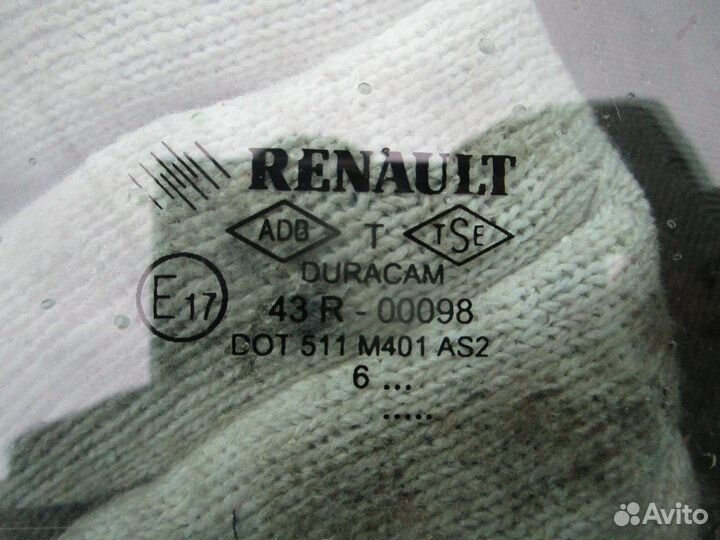 RENAULT
ADB T TSE
DURACAM
E17 43 R - 00098
DOT 511 M401 AS2
6 ...
.....
Avito